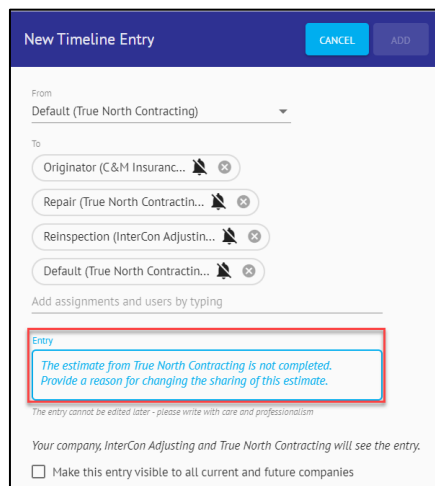 New Timeline Entry
CANCEL
ADD
From
Default (True North Contracting)
To
Originator (C&M Insuranc...
Repair (True North Contractin...
Reinspection (InterCon Adjustin...
Default (True North Contractin...
Add assignments and users by typing
Entry
The estimate from True North Contracting is not completed.
Provide a reason for changing the sharing of this estimate.
The entry cannot be edited later - please write with care and professionalism
Your company, InterCon Adjusting and True North Contracting will see the entry.
Make this entry visible to all current and future companies